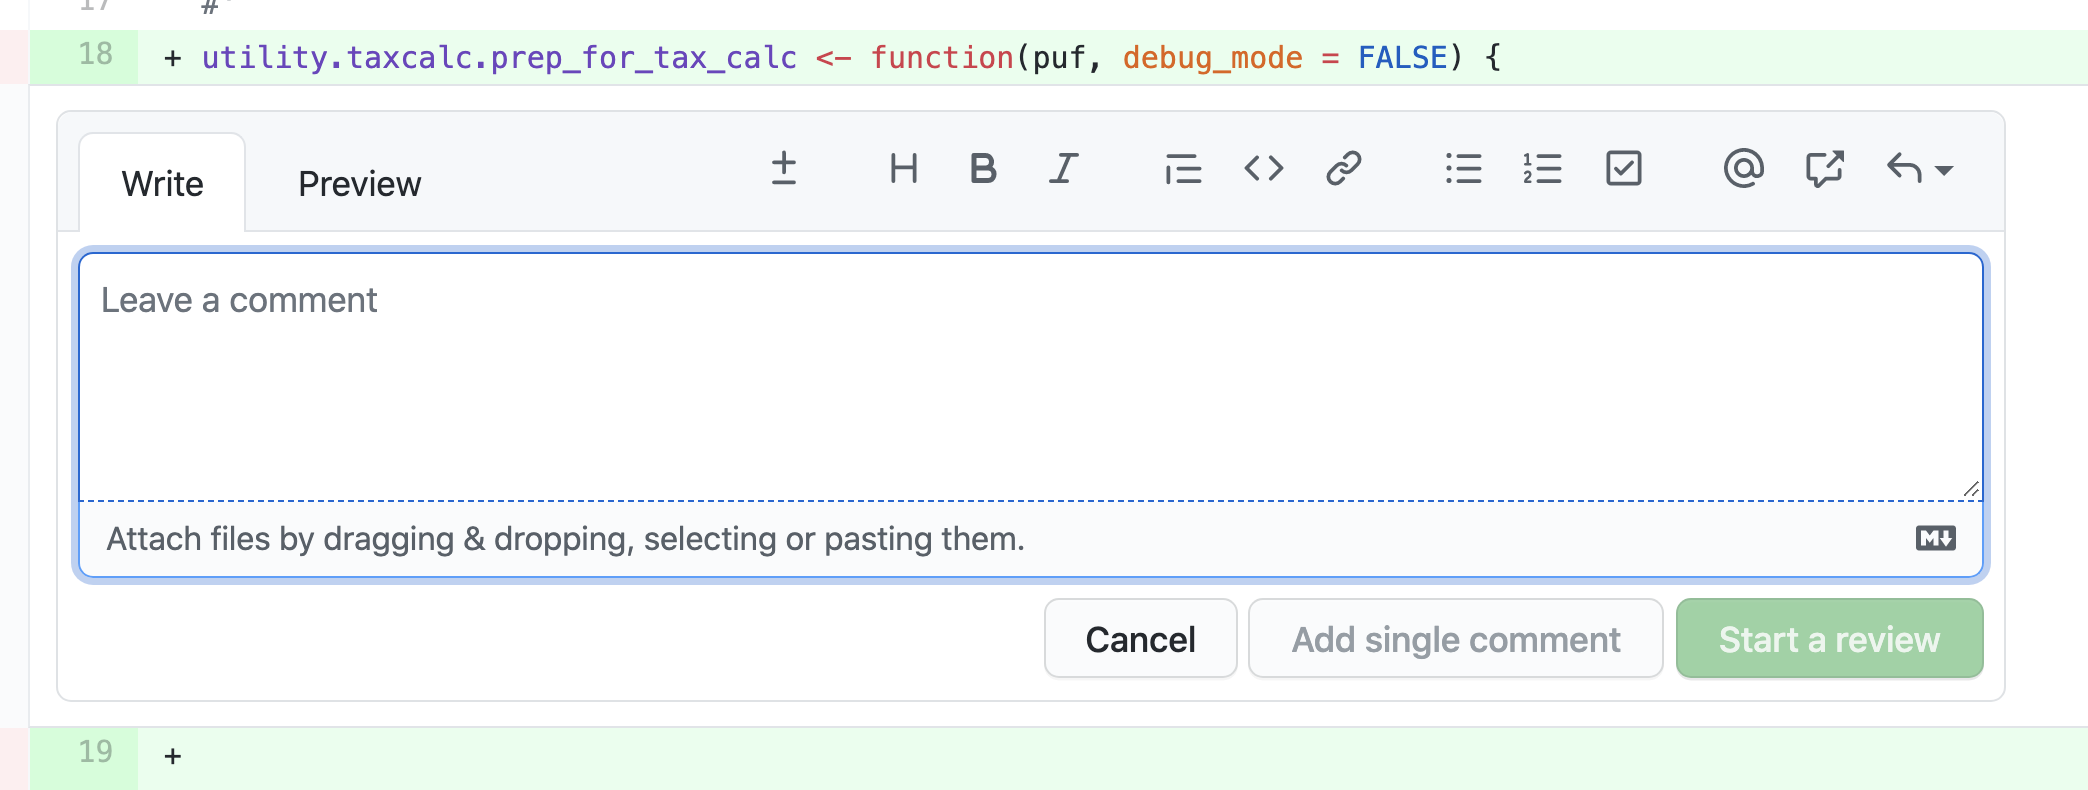 17 #'
18 + utility.taxcalc.prep_for_tax_calc <- function(puf, debug_mode = FALSE) {
Write Preview
Leave a comment
Attach files by dragging & dropping, selecting or pasting them.
Cancel Add single comment Start a review
19 +